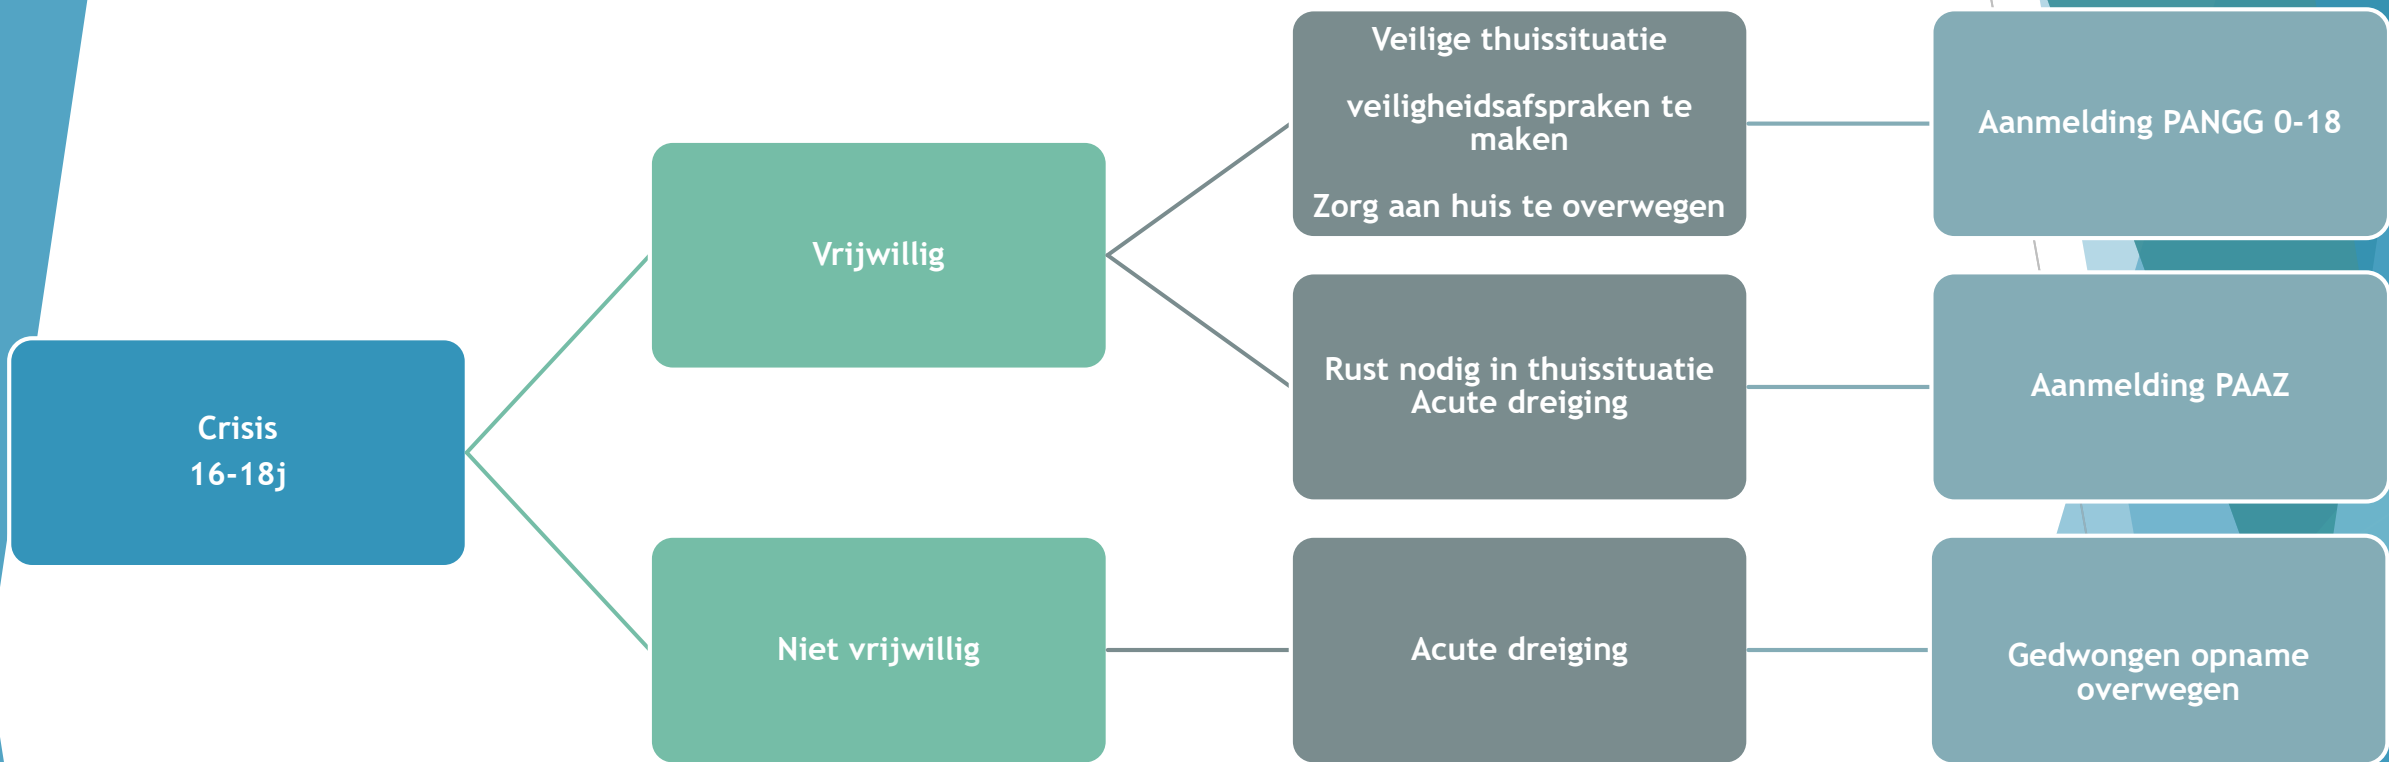 Crisis
16-18j
Vrijwillig
Veilige thuissituatie
veiligheidsafspraken te
maken
Zorg aan huis te overwegen
Aanmelding PANGG 0-18
Rust nodig in thuissituatie
Acute dreiging
Aanmelding PAAZ
Niet vrijwillig
Acute dreiging
Gedwongen opname
overwegen